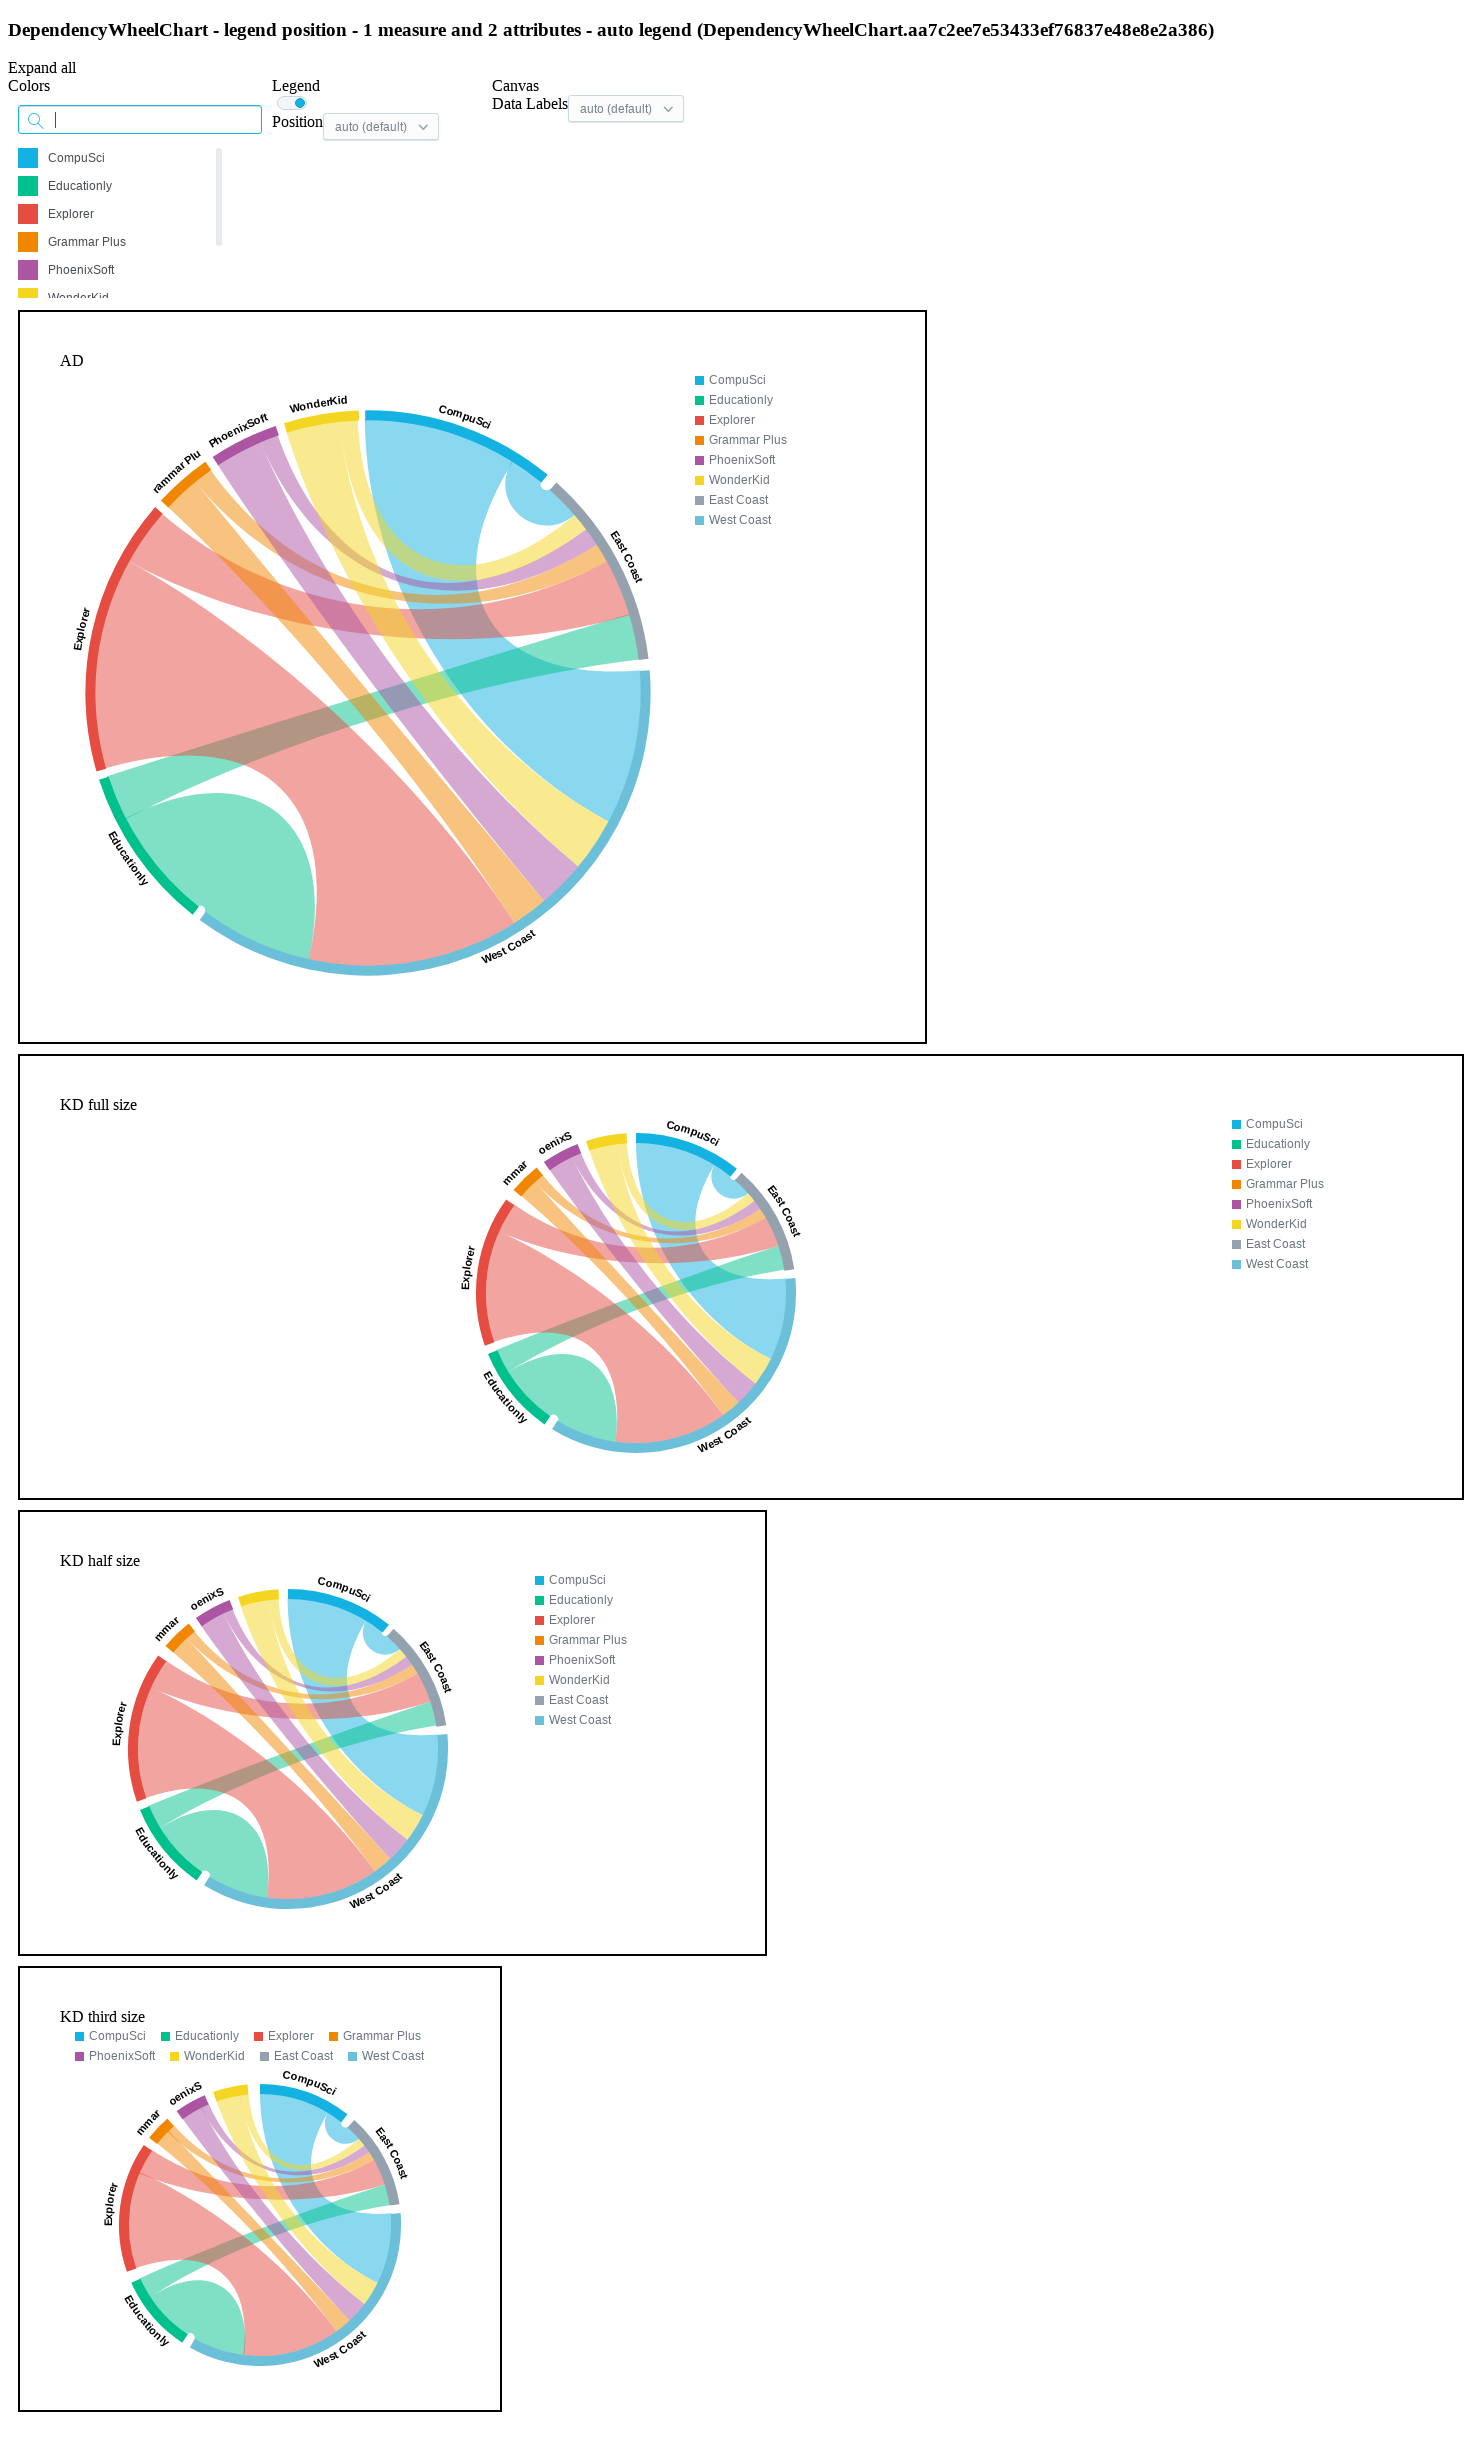 DependencyWheelChart - legend position - 1 measure and 2 attributes - auto legend (DependencyWheelChart.aa7c2ee7e53433ef76837e48e8e2a386)
Expand all
Colors
CompuSci
Educationly
Explorer
Grammar Plus
PhoenixSoft
WonderKid
Legend
Position auto (default)
Canvas
Data Labels auto (default)
AD
CompuSci
East Coast
West Coast
Educationly
Explorer
rammar Plu
PhoenixSoft
WonderKid
CompuSci
Educationly
Explorer
Grammar Plus
PhoenixSoft
WonderKid
East Coast
West Coast
KD full size
CompuSci
East Coast
West Coast
Educationly
Explorer
mmar
oenixS
CompuSci
Educationly
Explorer
Grammar Plus
PhoenixSoft
WonderKid
East Coast
West Coast
KD half size
CompuSci
East Coast
West Coast
Educationly
Explorer
mmar
oenixS
CompuSci
Educationly
Explorer
Grammar Plus
PhoenixSoft
WonderKid
East Coast
West Coast
KD third size
CompuSci Educationly Explorer Grammar Plus
PhoenixSoft WonderKid East Coast West Coast
CompuSci
East Coast
West Coast
Educationly
Explorer
mmar
oenixS